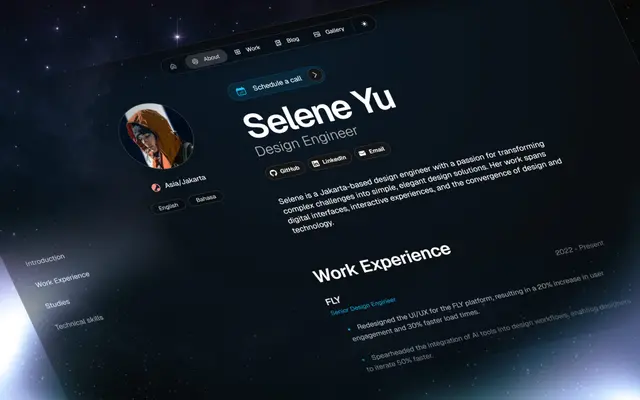 About
Work
Blog
Gallery
Schedule a call
Selene Yu
Design Engineer
GitHub
LinkedIn
Email
Asia/Jakarta
English
Bahasa
Selene is a Jakarta-based design engineer with a passion for transforming
complex challenges into simple, elegant design solutions. Her work spans
digital interfaces, interactive experiences, and the convergence of design and
technology.
Introduction
Work Experience
Studies
Technical skills
Work Experience
FLY
2022 - Present
Senior Design Engineer
Redesigned the UI/UX for the FLY platform, resulting in a 20% increase in user
engagement and 30% faster load times.
Spearheaded the integration of AI tools into design workflows, enabling designers
to iterate 50% faster.